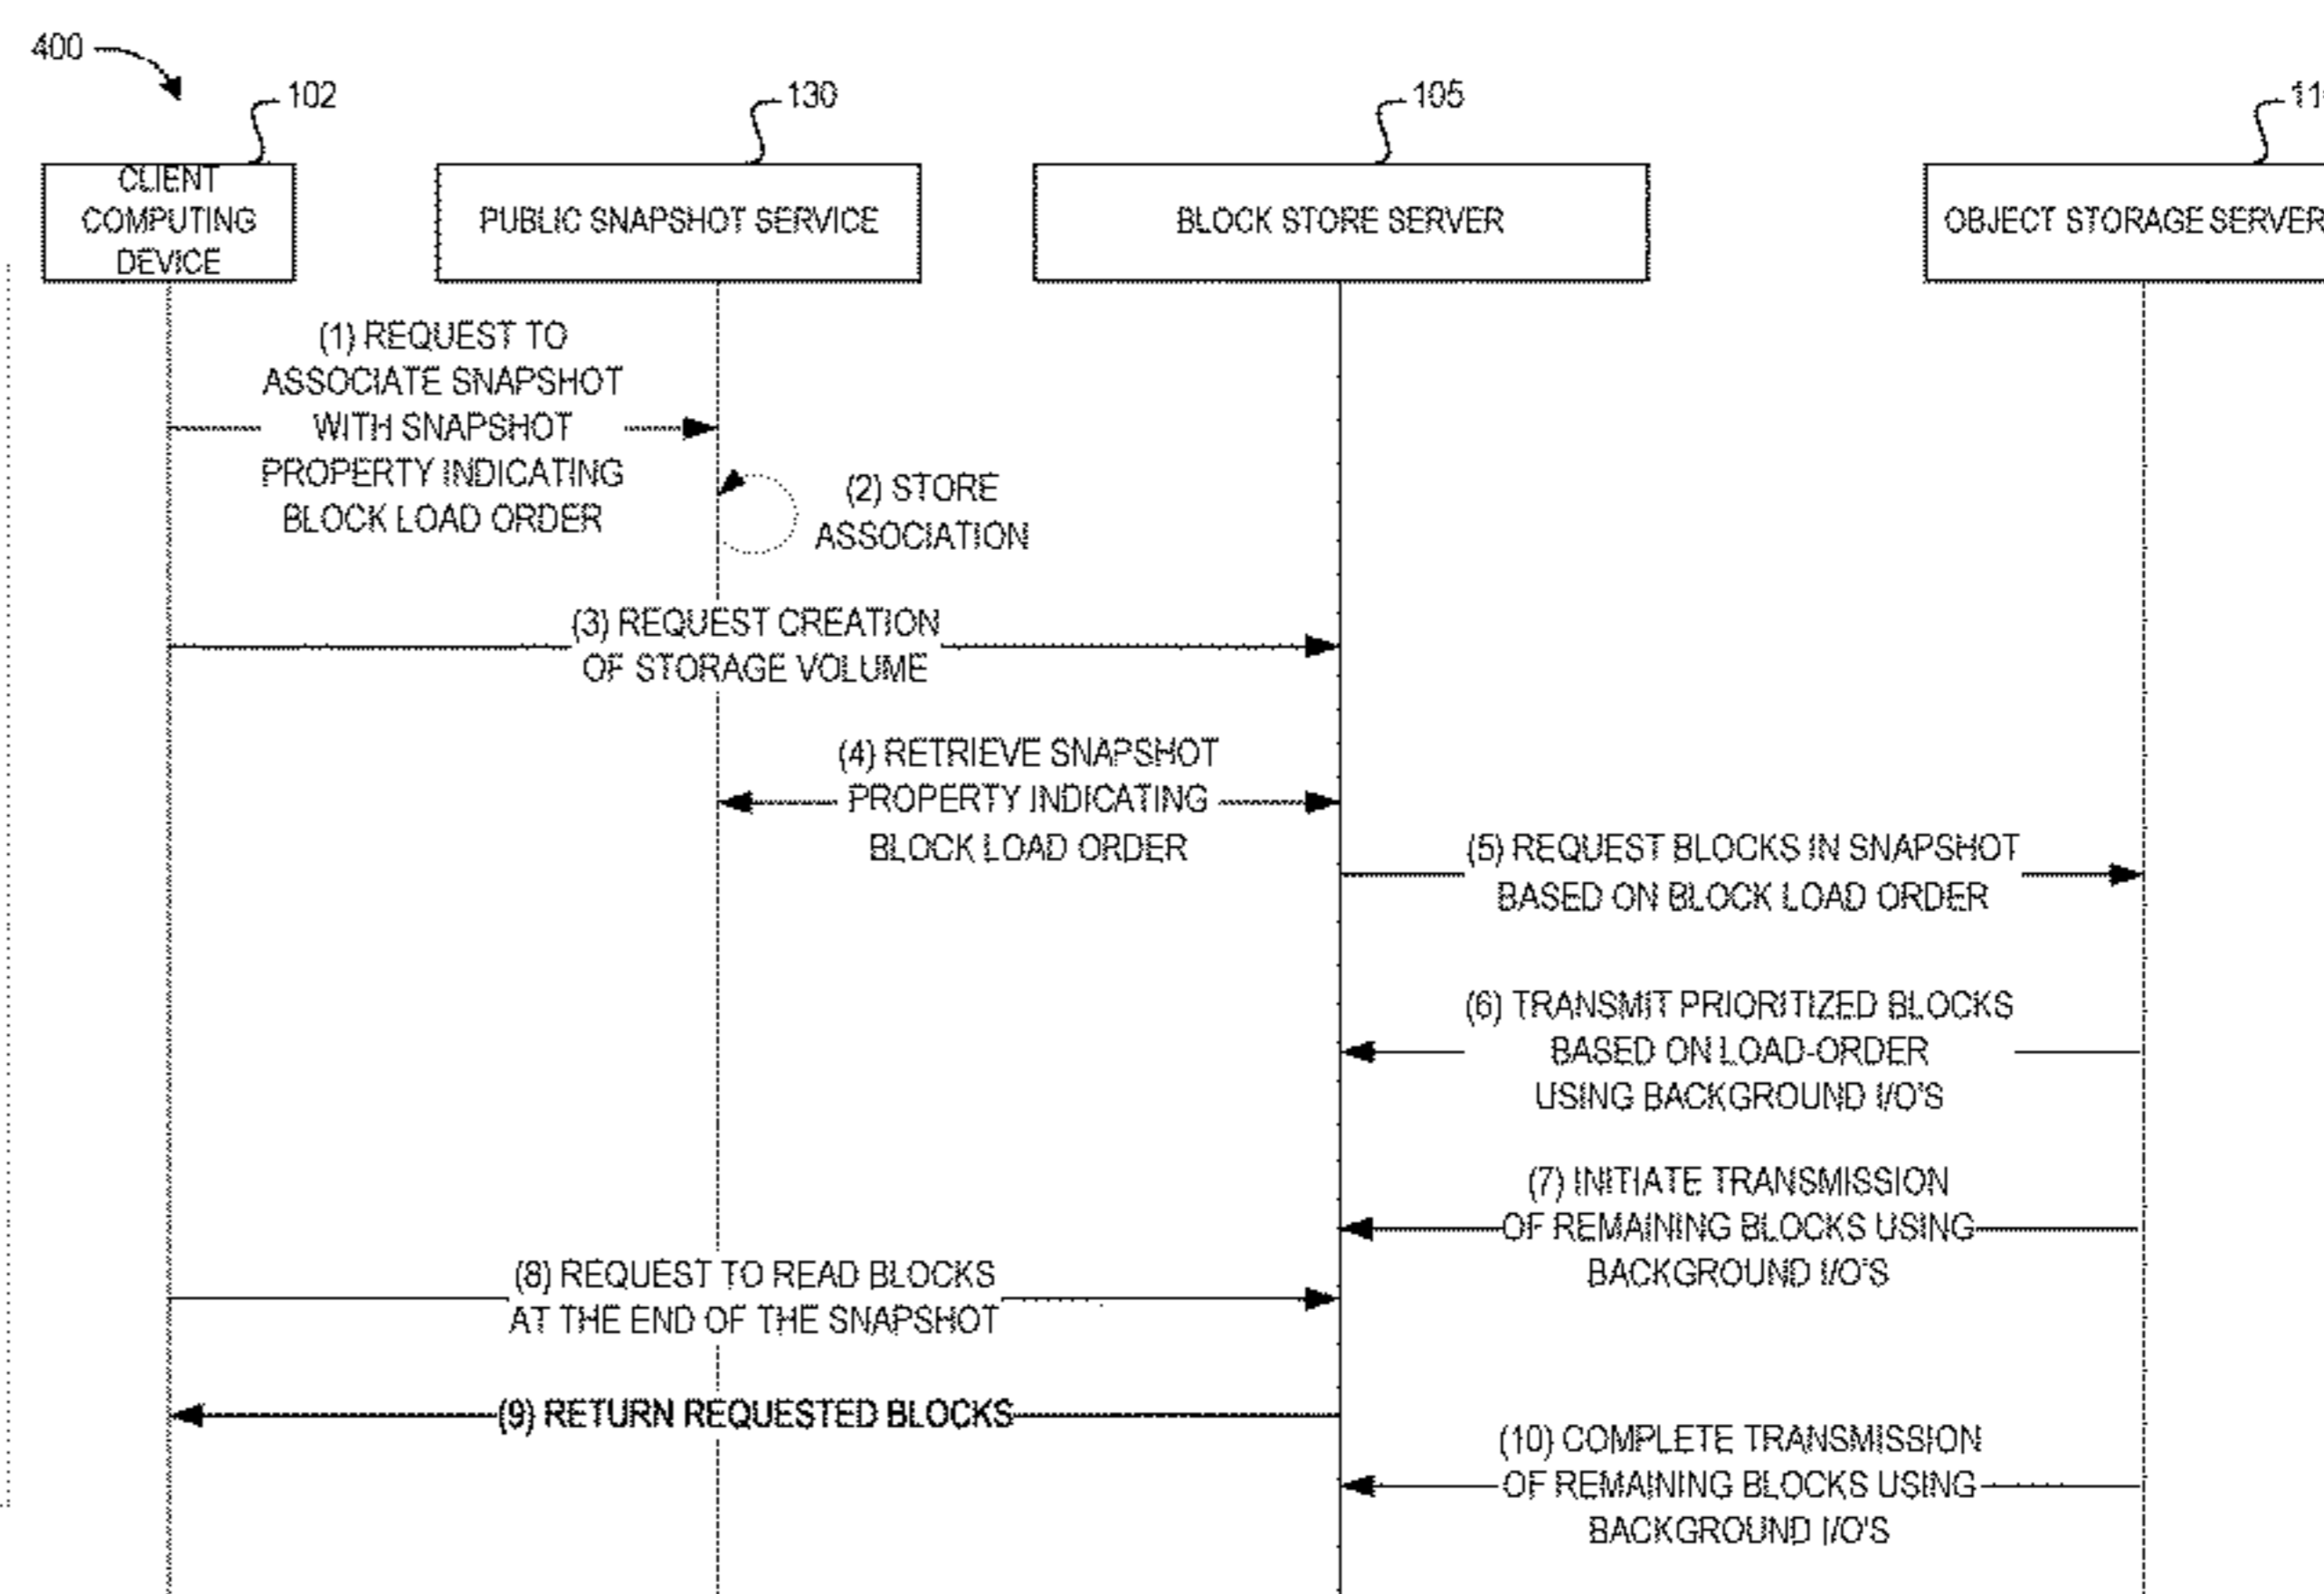 400
102
130
105
CLIENT
COMPUTING
DEVICE
PUBLIC SNAPSHOT SERVICE
BLOCK STORE SERVER
OBJECT STORAGE SERVER
(1) REQUEST TO
ASSOCIATE SNAPSHOT
WITH SNAPSHOT
PROPERTY INDICATING
BLOCK LOAD ORDER
(2) STORE
ASSOCIATION
(3) REQUEST CREATION
OF STORAGE VOLUME
(4) RETRIEVE SNAPSHOT
PROPERTY INDICATING
BLOCK LOAD ORDER
(5) REQUEST BLOCKS IN SNAPSHOT
BASED ON BLOCK LOAD ORDER
(6) TRANSMIT PRIORITIZED BLOCKS
BASED ON LOAD-ORDER
USING BACKGROUND I/O'S
(7) INITIATE TRANSMISSION
OF REMAINING BLOCKS USING
BACKGROUND I/O'S
(8) REQUEST TO READ BLOCKS
AT THE END OF THE SNAPSHOT
(9) RETURN REQUESTED BLOCKS
(10) COMPLETE TRANSMISSION
OF REMAINING BLOCKS USING
BACKGROUND I/O'S